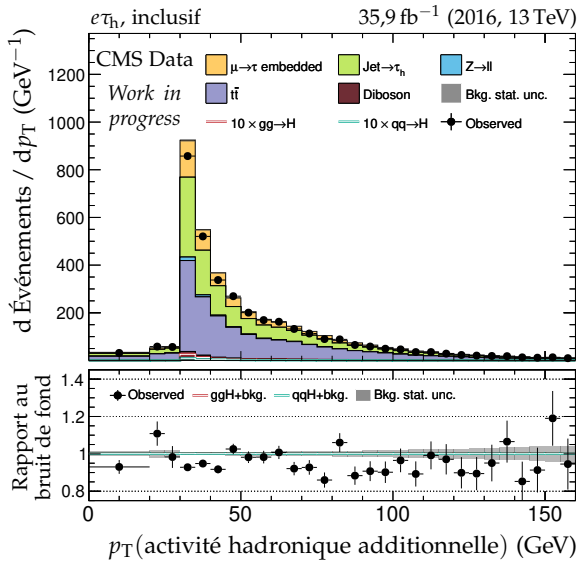 eτh, inclusif 35,9 fb⁻¹ (2016, 13 TeV)
d Événements / dpT (GeV⁻¹)
1200
1000
800
600
400
200
CMS Data
Work in
progress
μ→τ embedded Jet→τh Z→ll
tt̄ Diboson Bkg. stat. unc.
10 × gg→H 10 × qq→H Observed
Rapport au
bruit de fond
1.4
1.2
1
0.8
Observed ggH+bkg. qqH+bkg. Bkg. stat. unc.
0 50 100 150
pT(activité hadronique additionnelle) (GeV)